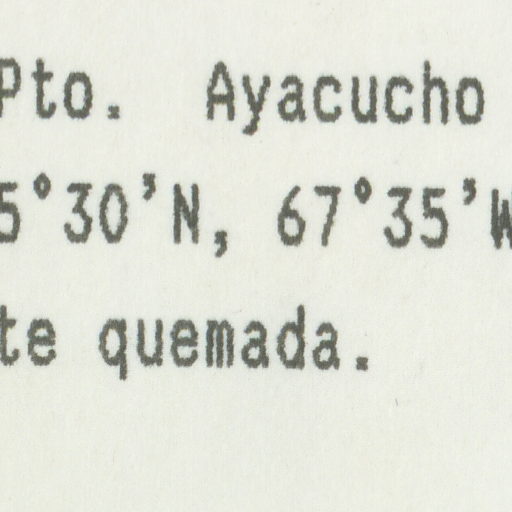 Pto. Ayacucho
5°30'N, 67°35'W
te quemada.